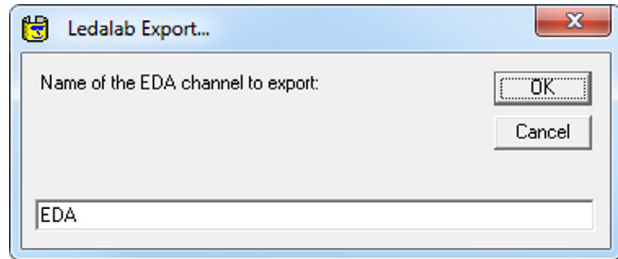 Ledalab Export...
Name of the EDA channel to export:
OK
Cancel
EDA